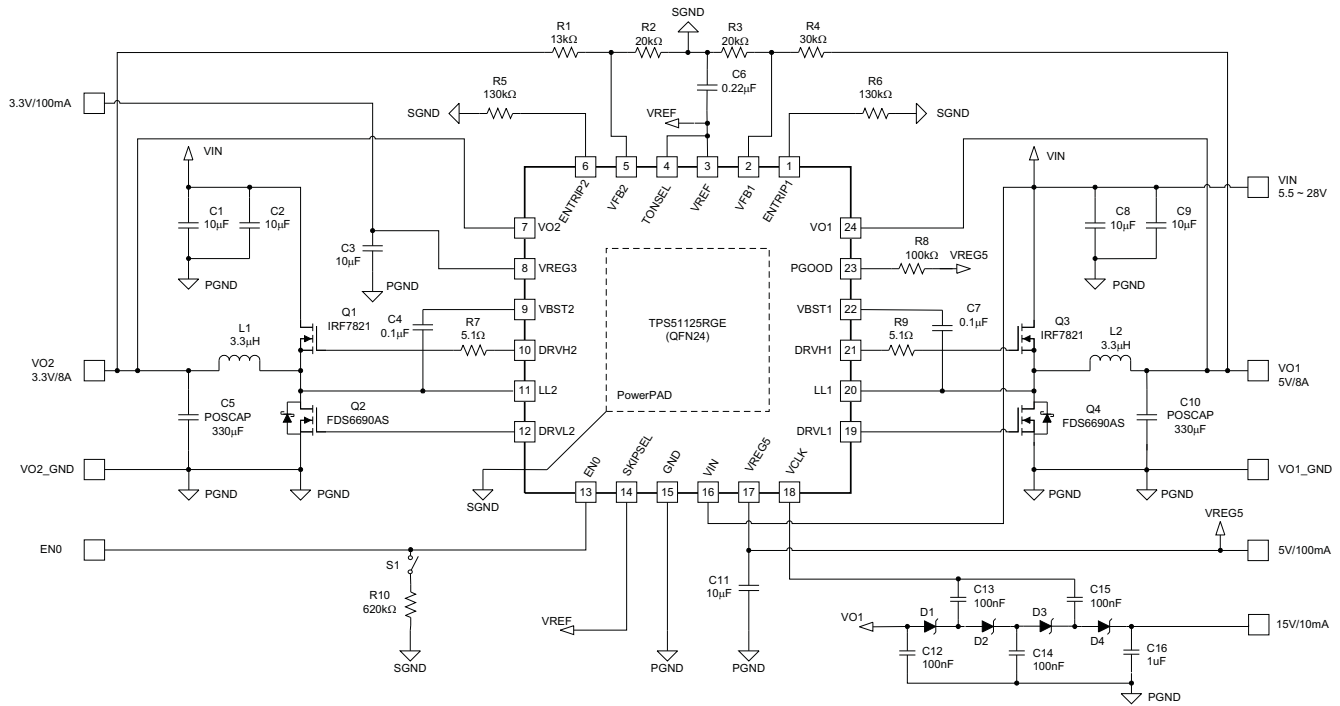 SGND
R1
13kΩ
R2
20kΩ
R3
20kΩ
R4
30kΩ
3.3V/100mA
R5
130kΩ
SGND
C6
0.22µF
VREF
R6
130kΩ
SGND
6
5
4
3
2
1
ENTRIP2
VFB2
TONSEL
VREF
VFB1
ENTRIP1
VIN
C1
10µF
C2
10µF
PGND
C3
10µF
PGND
7
VO2
8
VREG3
9
VBST2
10
DRVH2
11
LL2
12
DRVL2
VO1
24
PGOOD
23
VBST1
22
DRVH1
21
LL1
20
DRVL1
19
TPS51125RGE
(QFN24)
PowerPAD
R8
100kΩ
VREG5
VIN
VIN
5.5 ~ 28V
C8
10µF
C9
10µF
PGND
Q1
IRF7821
C4
0.1µF
R7
5.1Ω
L1
3.3µH
VO2
3.3V/8A
C5
POSCAP
330µF
Q2
FDS6690AS
VO2_GND
PGND
PGND
SGND
R9
5.1Ω
C7
0.1µF
Q3
IRF7821
L2
3.3µH
VO1
5V/8A
Q4
FDS6690AS
C10
POSCAP
330µF
VO1_GND
PGND
PGND
EN0
SKIPSEL
GND
VIN
VREG5
VCLK
13
14
15
16
17
18
EN0
S1
R10
620kΩ
SGND
VREF
PGND
C11
10µF
PGND
VREG5
5V/100mA
C13
100nF
C15
100nF
VO1
D1
D2
D3
D4
15V/10mA
C12
100nF
C14
100nF
C16
1uF
PGND